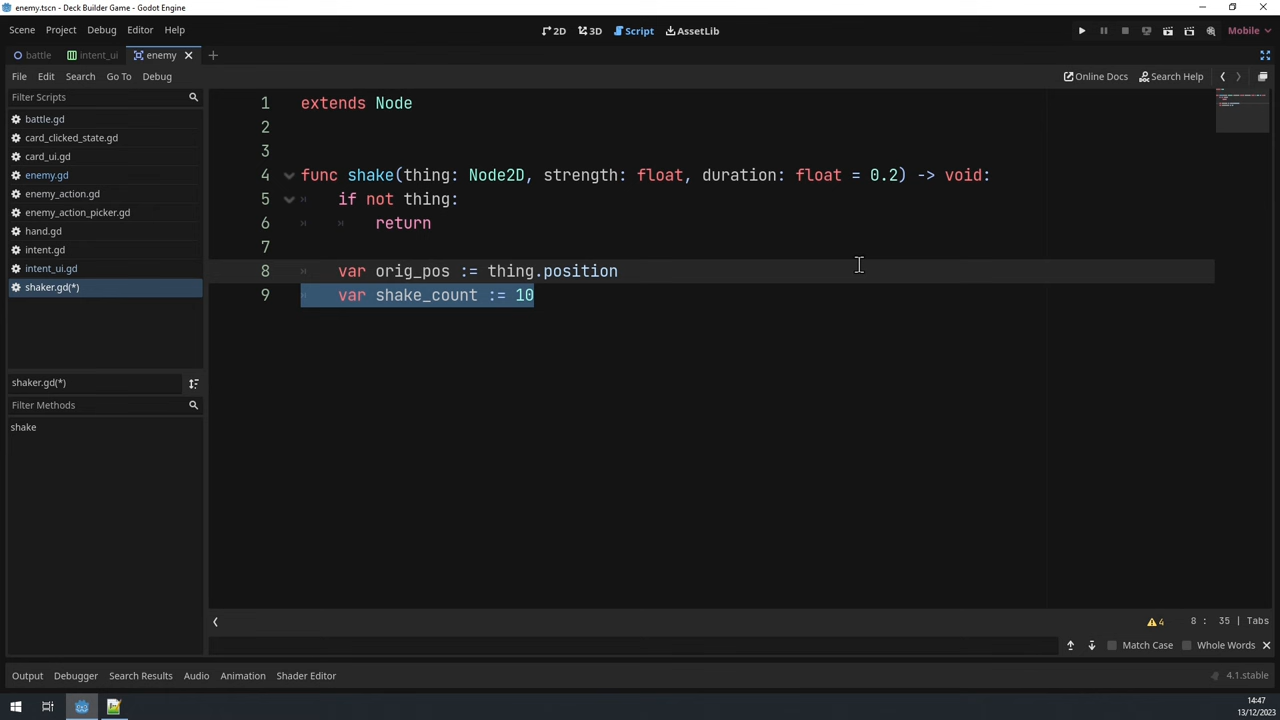 enemy.tscn - Deck Builder Game - Godot Engine
Scene Project Debug Editor Help
2D 3D Script AssetLib
Mobile
battle intent_ui enemy
File Edit Search Go To Debug
Online Docs Search Help
Filter Scripts
battle.gd
card_clicked_state.gd
card_ui.gd
enemy.gd
enemy_action.gd
enemy_action_picker.gd
hand.gd
intent.gd
intent_ui.gd
shaker.gd(*)
shaker.gd(*)
Filter Methods
shake
1 extends Node
2
3
4 func shake(thing: Node2D, strength: float, duration: float = 0.2) -> void:
5 if not thing:
6 return
7
8 var orig_pos := thing.position
9 var shake_count := 10
4 8 : 35 | Tabs
Match Case Whole Words
Output Debugger Search Results Audio Animation Shader Editor
4.1.stable
14:47
13/12/2023